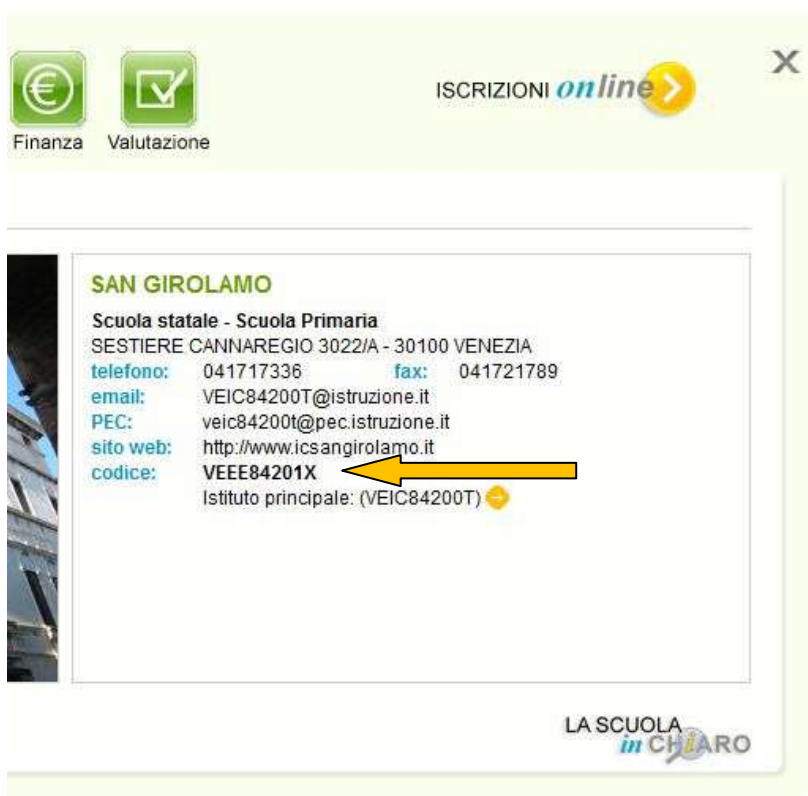 ISCRIZIONI online
X
Finanza
Valutazione
SAN GIROLAMO
Scuola statale - Scuola Primaria
SESTIERE CANNAREGIO 3022/A - 30100 VENEZIA
telefono: 041717336 fax: 041721789
email: VEIC84200T@istruzione.it
PEC: veic84200t@pec.istruzione.it
sito web: http://www.icsangirolamo.it
codice: VEEE84201X
Istituto principale: (VEIC84200T)
LA SCUOLA
in CHiARO